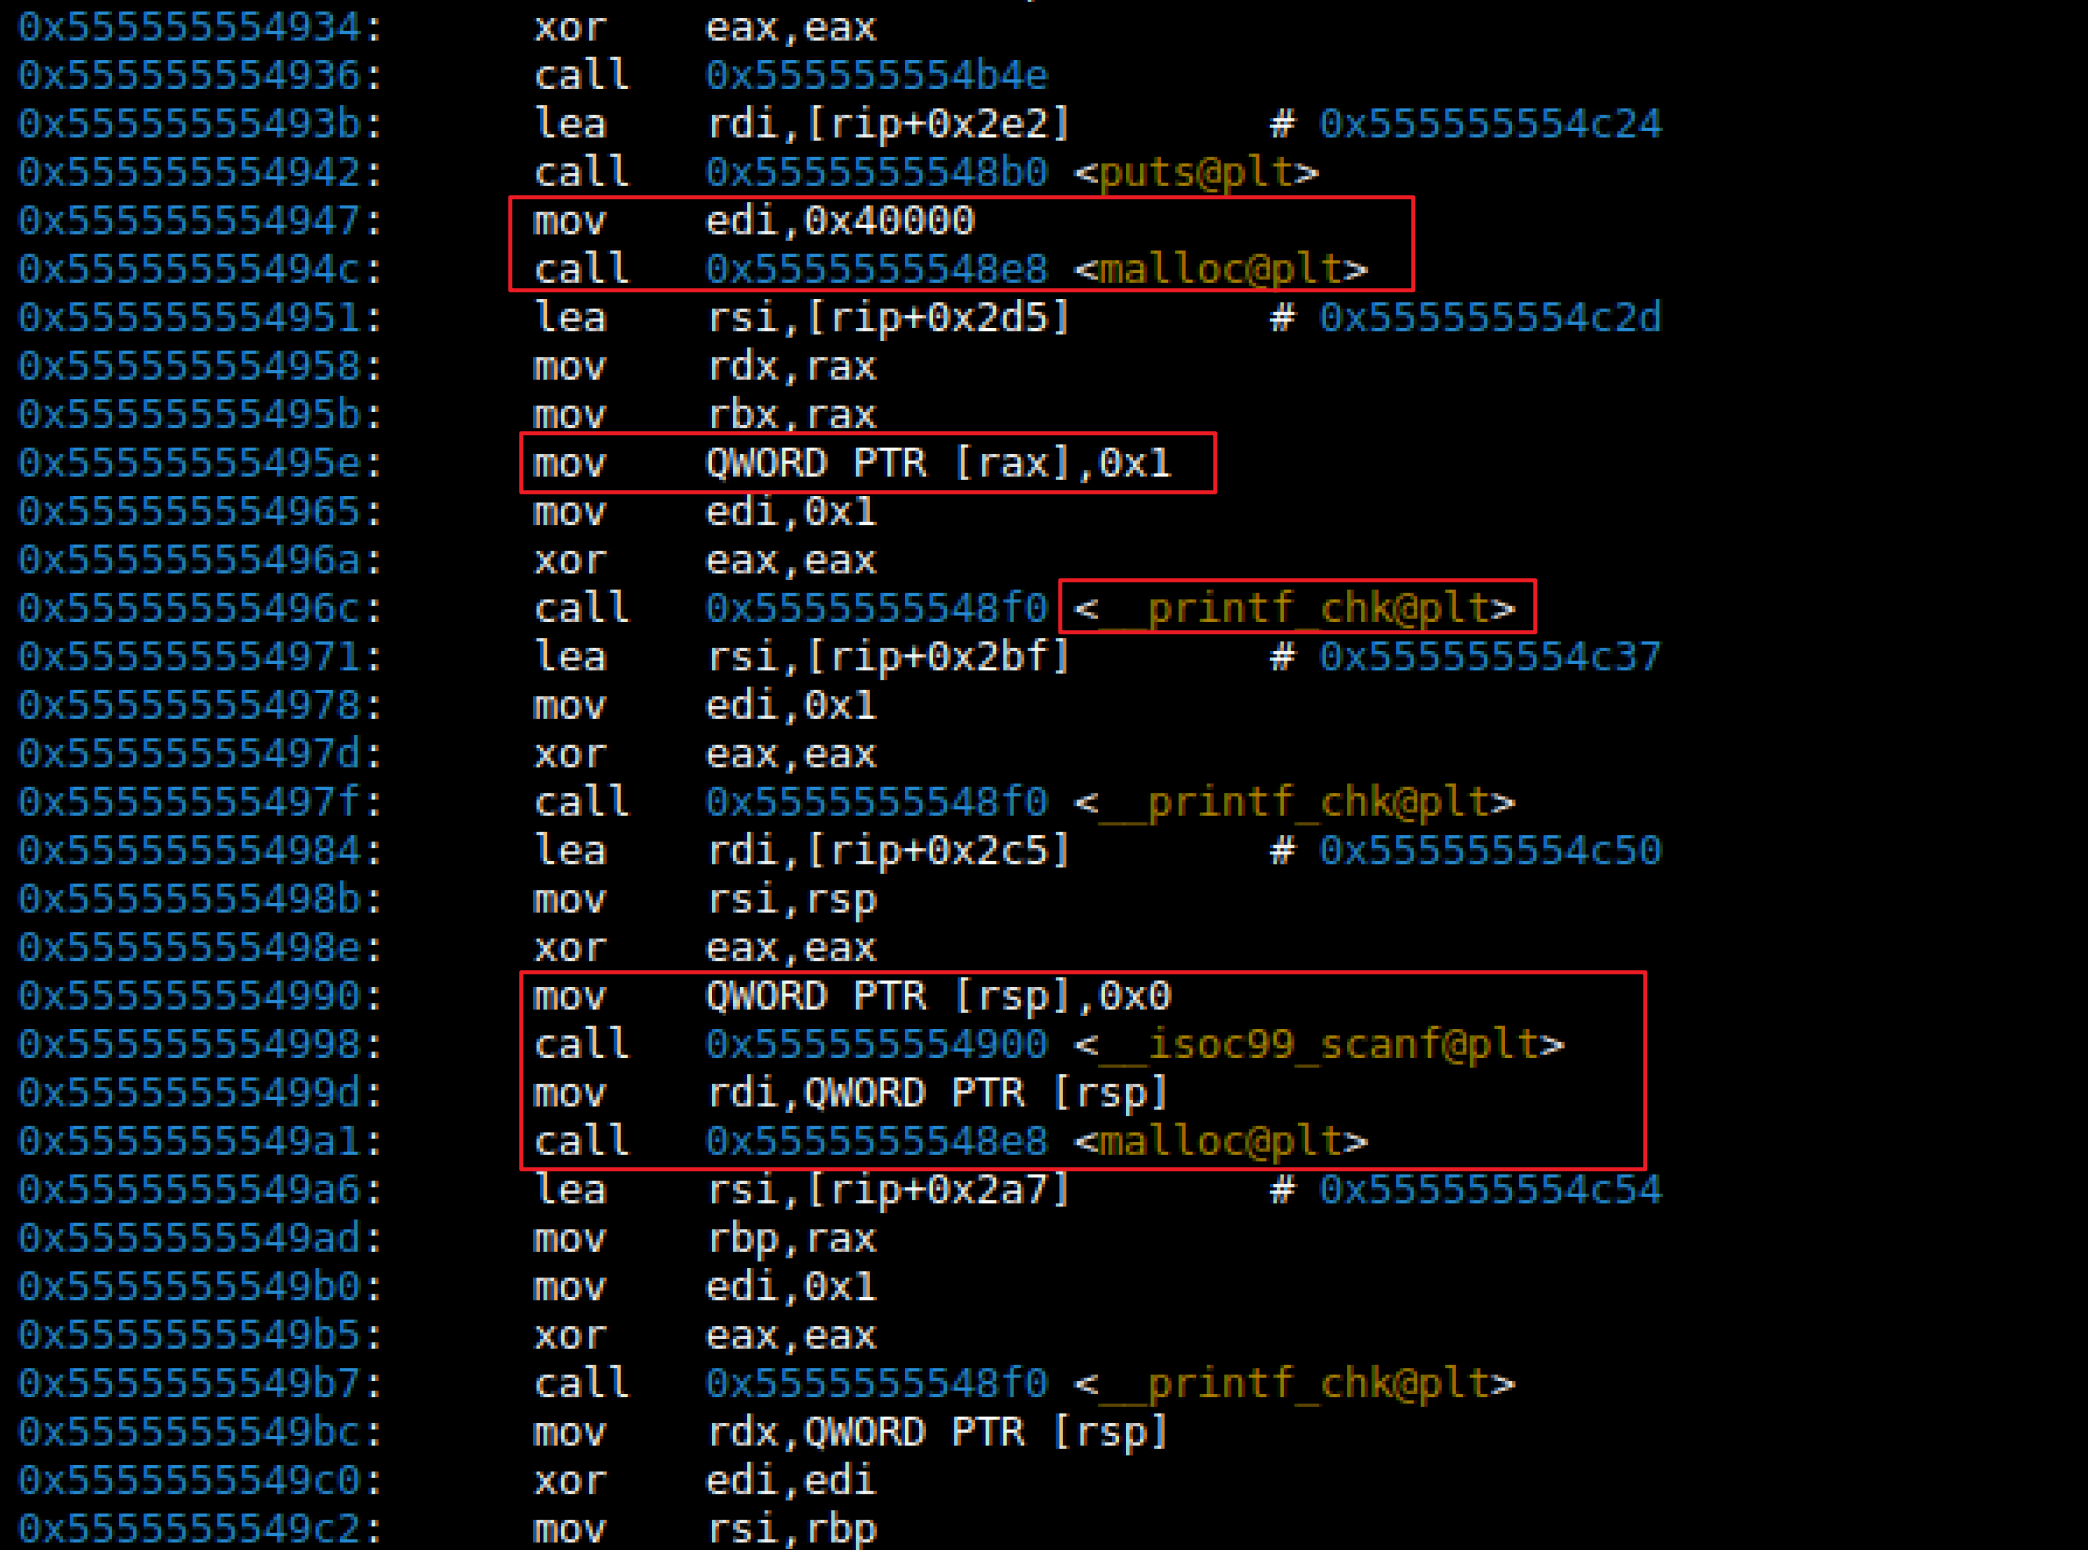 0x555555554934: xor eax,eax
0x555555554936: call 0x555555554b4e
0x55555555493b: lea rdi,[rip+0x2e2] # 0x555555554c24
0x555555554942: call 0x5555555548b0 <puts@plt>
0x555555554947: mov edi,0x40000
0x55555555494c: call 0x5555555548e8 <malloc@plt>
0x555555554951: lea rsi,[rip+0x2d5] # 0x555555554c2d
0x555555554958: mov rdx,rax
0x55555555495b: mov rbx,rax
0x55555555495e: mov QWORD PTR [rax],0x1
0x555555554965: mov edi,0x1
0x55555555496a: xor eax,eax
0x55555555496c: call 0x5555555548f0 <__printf_chk@plt>
0x555555554971: lea rsi,[rip+0x2bf] # 0x555555554c37
0x555555554978: mov edi,0x1
0x55555555497d: xor eax,eax
0x55555555497f: call 0x5555555548f0 <__printf_chk@plt>
0x555555554984: lea rdi,[rip+0x2c5] # 0x555555554c50
0x55555555498b: mov rsi,rsp
0x55555555498e: xor eax,eax
0x555555554990: mov QWORD PTR [rsp],0x0
0x555555554998: call 0x555555554900 <__isoc99_scanf@plt>
0x55555555499d: mov rdi,QWORD PTR [rsp]
0x5555555549a1: call 0x5555555548e8 <malloc@plt>
0x5555555549a6: lea rsi,[rip+0x2a7] # 0x555555554c54
0x5555555549ad: mov rbp,rax
0x5555555549b0: mov edi,0x1
0x5555555549b5: xor eax,eax
0x5555555549b7: call 0x5555555548f0 <__printf_chk@plt>
0x5555555549bc: mov rdx,QWORD PTR [rsp]
0x5555555549c0: xor edi,edi
0x5555555549c2: mov rsi,rbp